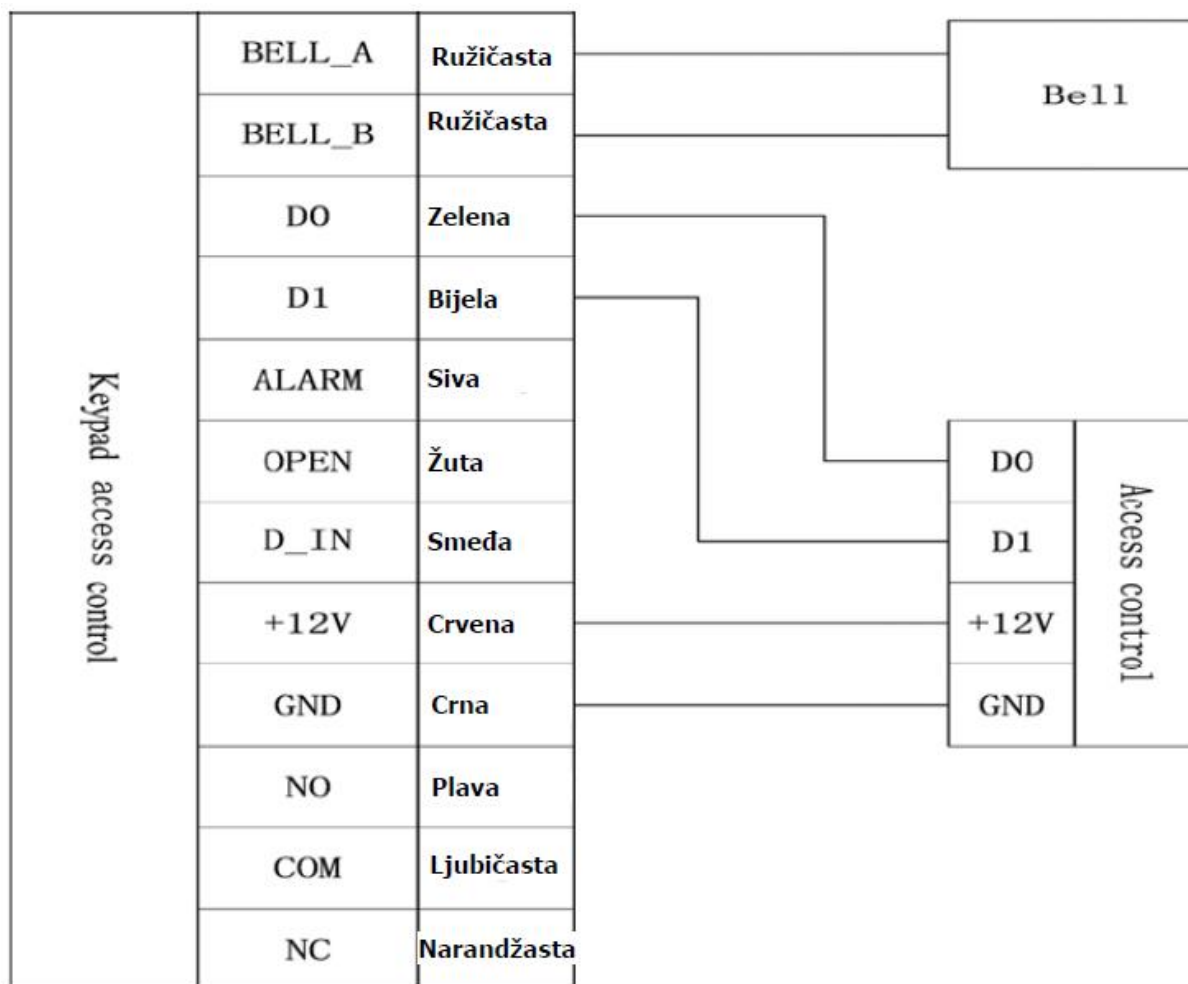 Keypad access control
BELL_A Ružičasta
BELL_B Ružičasta
D0 Zelena
D1 Bijela
ALARM Siva
OPEN Žuta
D_IN Smeđa
+12V Crvena
GND Crna
NO Plava
COM Ljubičasta
NC Narandžasta
Bell
D0
D1
+12V
GND
Access control